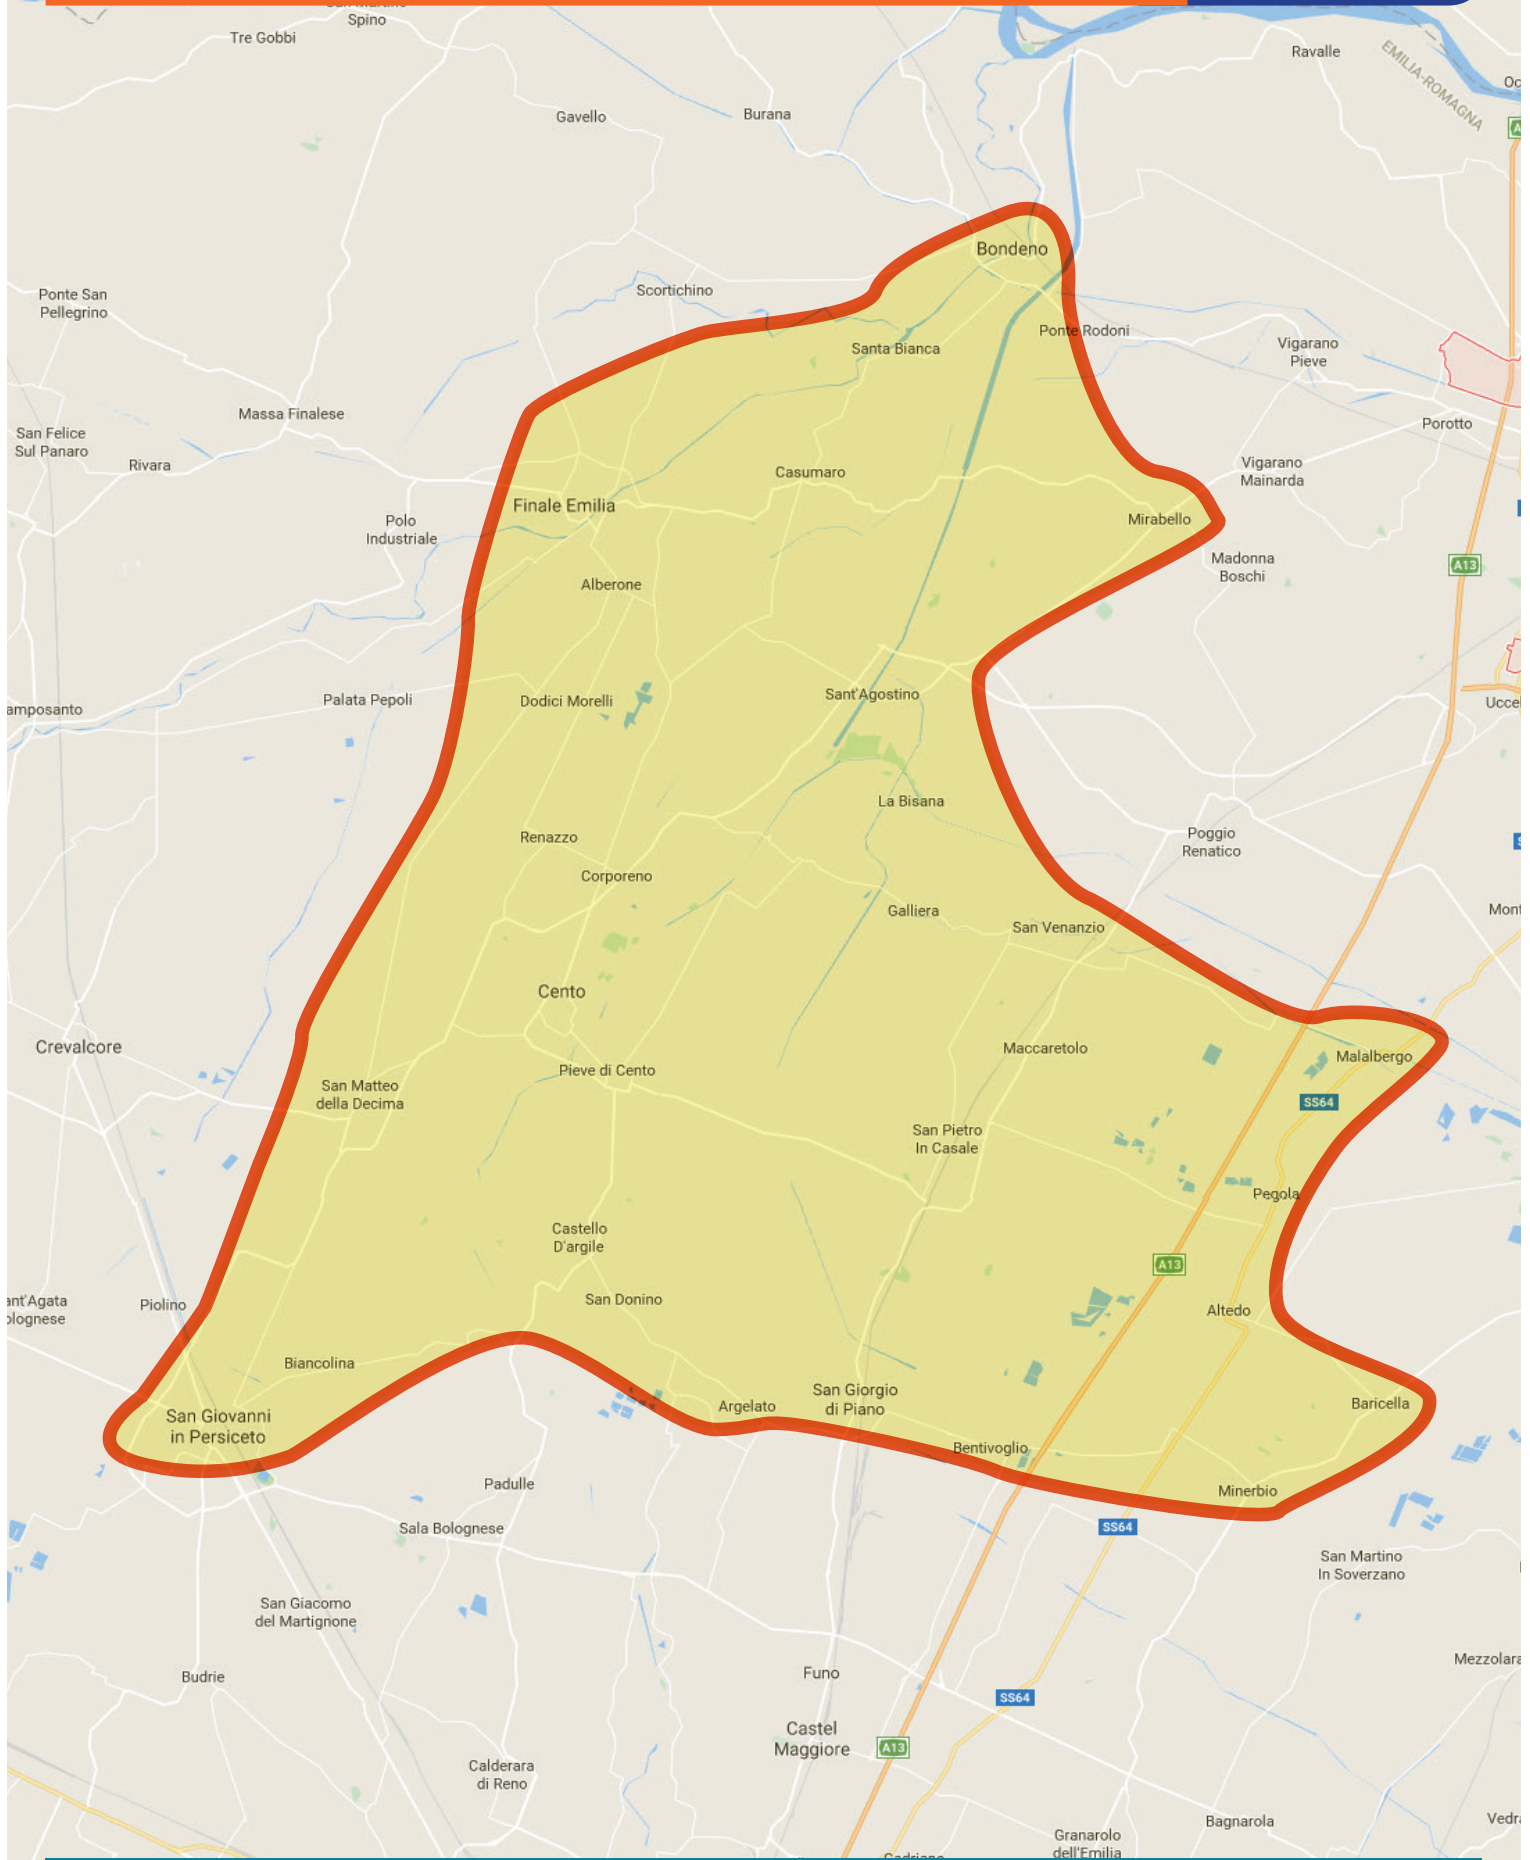 Spino
Tre Gobbi
Ravalle
EMILIA-ROMAGNA
Gavello
Burana
Bondeno
Scortichino
Ponte San
Pellegrino
Ponte Rodoni
Santa Bianca
Vigarano
Pieve
Massa Finalese
Porotto
San Felice
Sul Panaro
Rivara
Casumaro
Vigarano
Mainarda
Finale Emilia
Mirabello
Polo
Industriale
Madonna
Boschi
A13
Alberone
Palata Pepoli
Dodici Morelli
Sant'Agostino
amposanto
Uccel
La Bisana
Renazzo
Poggio
Renatico
Corporeno
Galliera
Mont
San Venanzio
Cento
Crevalcore
Maccaretolo
Malalbergo
Pieve di Cento
San Matteo
della Decima
SS64
San Pietro
In Casale
Pegola
Castello
D'argile
A13
ant'Agata
olognese
Piolino
San Donino
Altedo
Biancolina
San Giorgio
di Piano
Argelato
Baricella
San Giovanni
in Persiceto
Bentivoglio
Padulle
Minerbio
Sala Bolognese
SS64
San Martino
In Soverzano
San Giacomo
del Martignone
Budrie
Funo
Mezzolara
SS64
Castel
Maggiore
A13
Calderara
di Reno
Bagnarola
Vedr
Granarolo
dell'Emilia